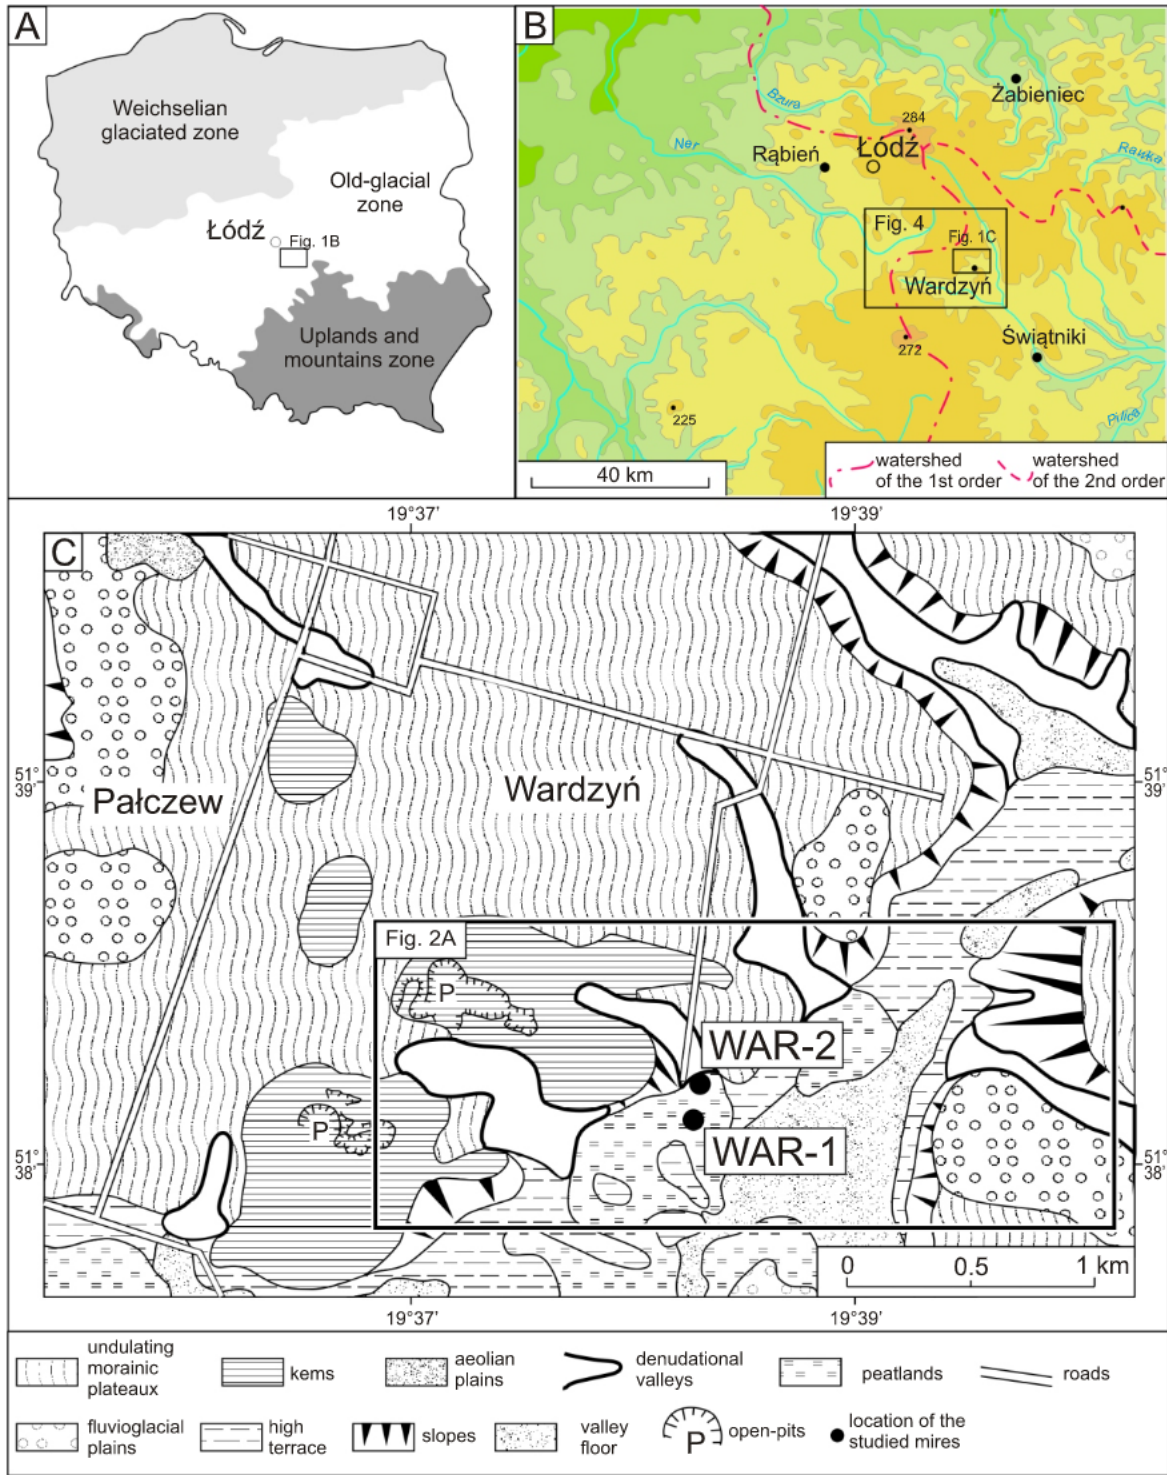 A
Weichselian
glaciated zone
Old-glacial
zone
Łódź
Fig. 1B
Uplands and
mountains zone
B
Bzura
Żabieniec
284
Ner
Rąbień
Łódź
Rawka
Fig. 4
Fig. 1C
Wardzyń
272
Świątniki
225
Pilica
40 km
watershed
of the 1st order
watershed
of the 2nd order
19°37'
19°39'
C
51°
39'
51°
39'
Pałczew
Wardzyń
Fig. 2A
P
WAR-2
P
WAR-1
51°
38'
51°
38'
0
0.5
1 km
19°37'
19°39'
undulating
morainic
plateaux
kems
aeolian
plains
denudational
valleys
peatlands
roads
fluvioglacial
plains
high
terrace
slopes
valley
floor
P
open-pits
location of the
studied mires